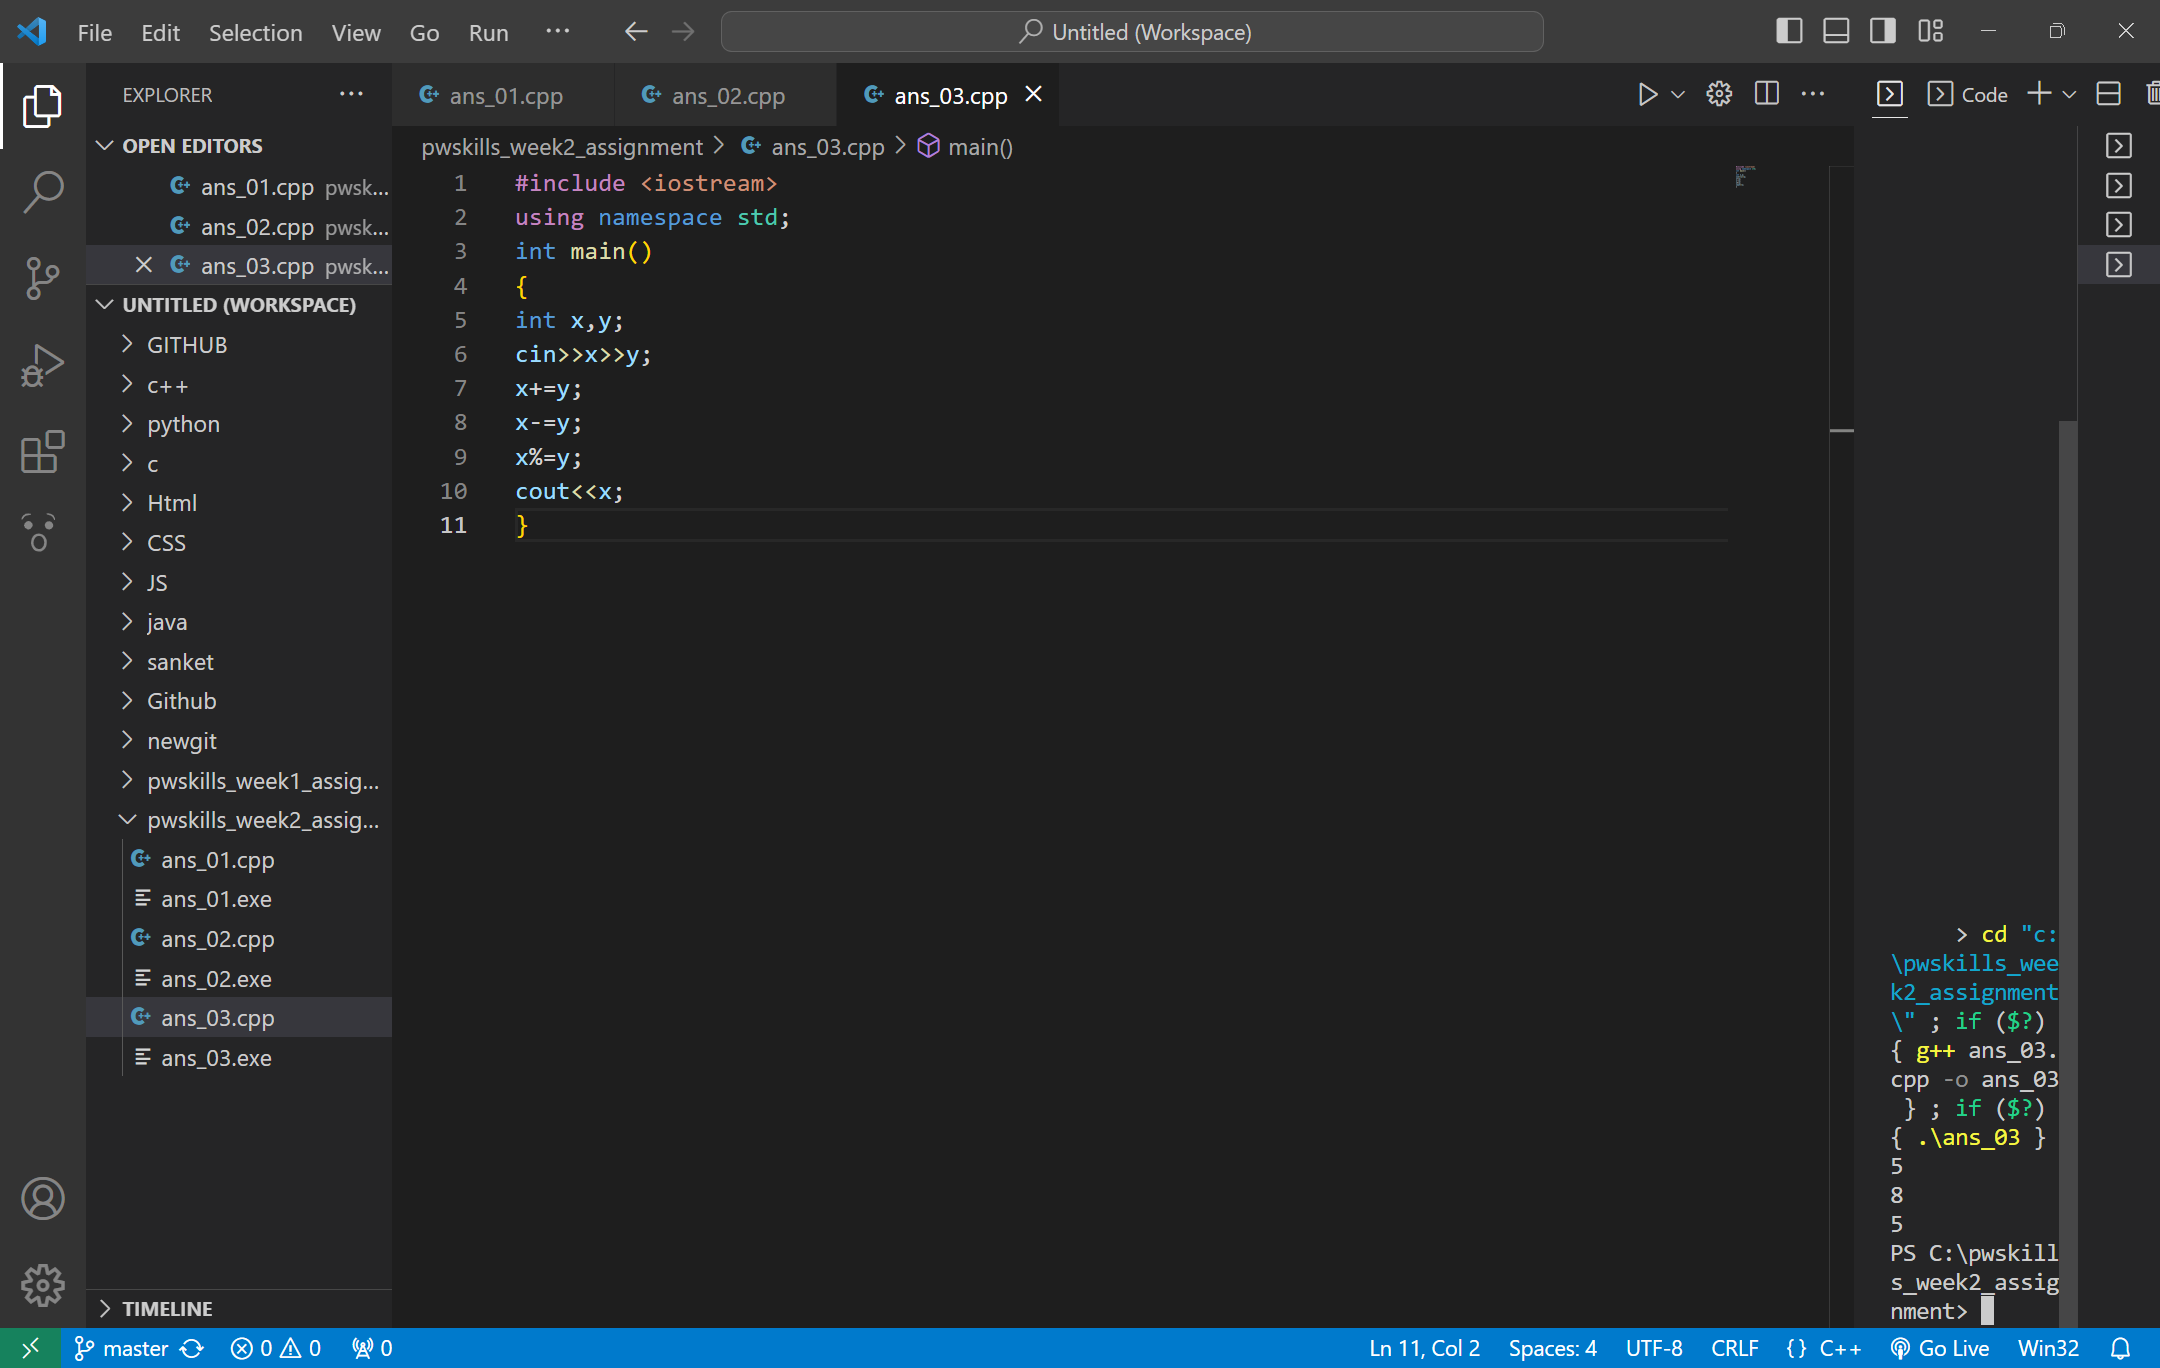 File Edit Selection View Go Run ··· Untitled (Workspace)
EXPLORER ···
OPEN EDITORS
ans_01.cpp pwsk...
ans_02.cpp pwsk...
ans_03.cpp pwsk...
UNTITLED (WORKSPACE)
GITHUB
c++
python
c
Html
CSS
JS
java
sanket
Github
newgit
pwskills_week1_assig...
pwskills_week2_assig...
ans_01.cpp
ans_01.exe
ans_02.cpp
ans_02.exe
ans_03.cpp
ans_03.exe
TIMELINE
ans_01.cpp ans_02.cpp ans_03.cpp
pwskills_week2_assignment > ans_03.cpp > main()
1 #include <iostream>
2 using namespace std;
3 int main()
4 {
5 int x,y;
6 cin>>x>>y;
7 x+=y;
8 x-=y;
9 x%=y;
10 cout<<x;
11 }
Code
> cd "c:
\pwskills_wee
k2_assignment
\" ; if ($?)
{ g++ ans_03.
cpp -o ans_03
} ; if ($?)
{ .\ans_03 }
5
8
5
PS C:\pwskill
s_week2_assig
nment>
master 0 0 0 Ln 11, Col 2 Spaces: 4 UTF-8 CRLF {} C++ Go Live Win32